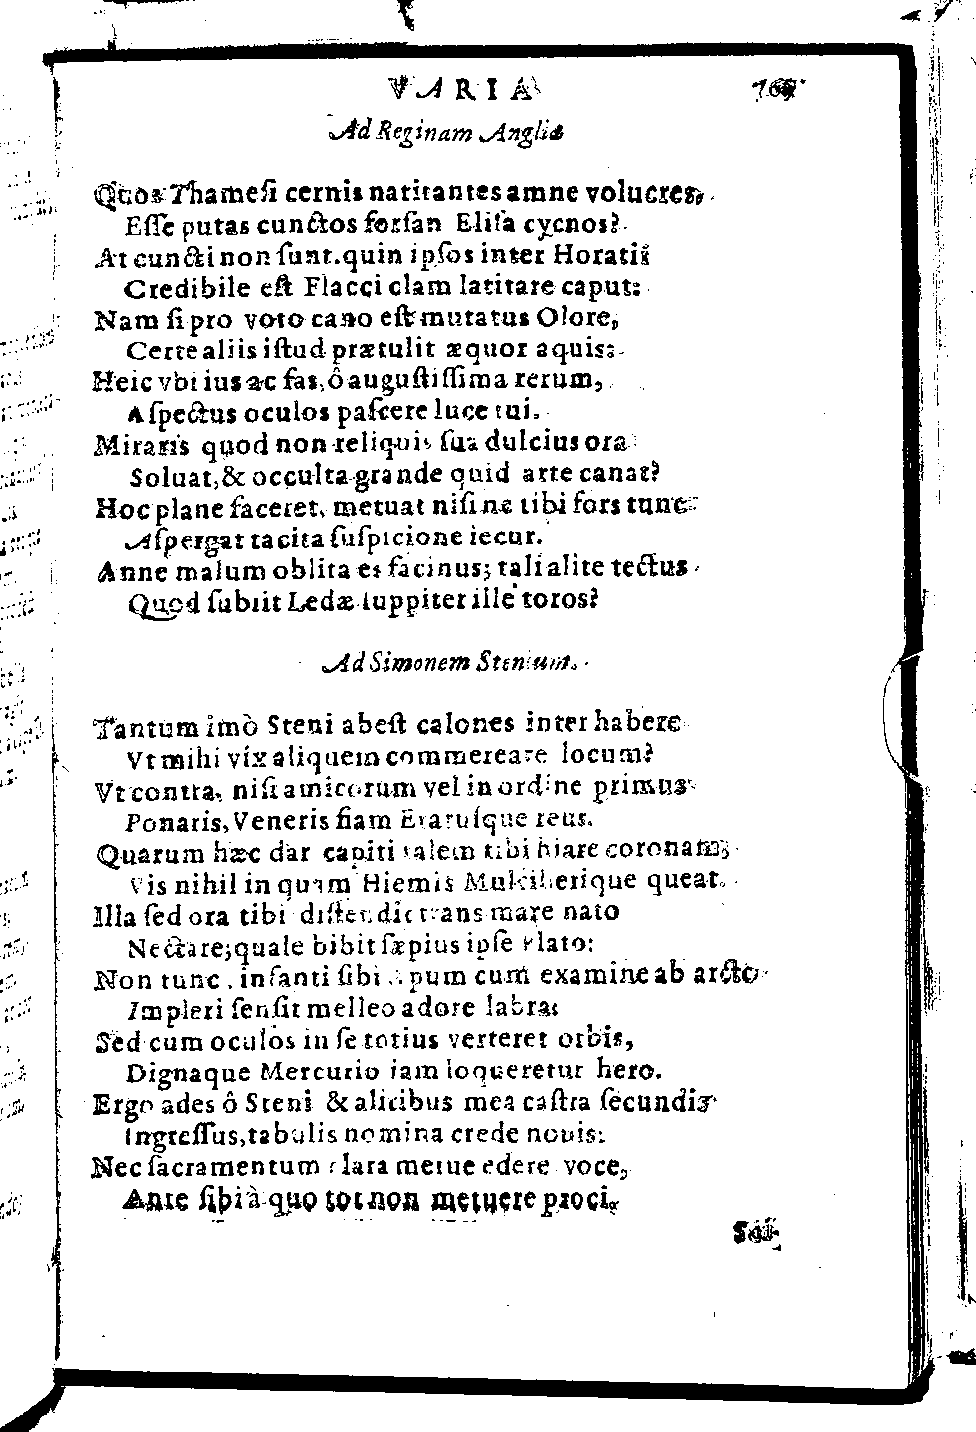 VARIA
Ad Reginam Angliæ
Quos Thamesi cernis natitantes amne volucres,
Esse putas cunctos forsan Elisa cycnos?
At cuncti non sunt. quin ipsos inter Horatii
Credibile est Flacci clam latitare caput:
Nam si pro voto cano est mutatus Olore,
Certe aliis istud prætulit æquor aquis:
Heic vbi ius ac fas, ô augustissima rerum,
Aspectus oculos pascere luce tui.
Miraris quod non reliquis sua dulcius ora
Soluat, & occulta grande quid arte canat?
Hoc plane faceret, metuat nisi ne tibi fors tunc
Aspergat tacita suspicione iecur.
Anne malum oblita es facinus; tali alite tectus
Quod subiit Ledæ Iuppiter ille toros?
Ad Simonem Stenium.
Tantum imò Steni abest calones inter habere
Vt mihi vix aliquem commereare locum?
Vt contra, nisi amicorum vel in ordine primus
Ponaris, Veneris fiam Eratusque reus.
Quarum hæc dar capiti talem tibi hiare coronam;
Vis nihil in quam Hiemis Mulciberique queat.
Illa sed ora tibi distendit trans mare nato
Nectare; quale bibit sæpius ipse Plato:
Non tunc, infanti sibi apum cum examine ab arcto
Impleri sensit melleo adore labra:
Sed cum oculos in se totius verteret orbis,
Dignaque Mercurio iam loqueretur hero.
Ergo ades ô Steni & alitibus mea castra secundis
Ingressus, tabulis nomina crede nouis:
Nec sacramentum clara metue edere voce,
Ante sibi à quo tot non metuere proci.